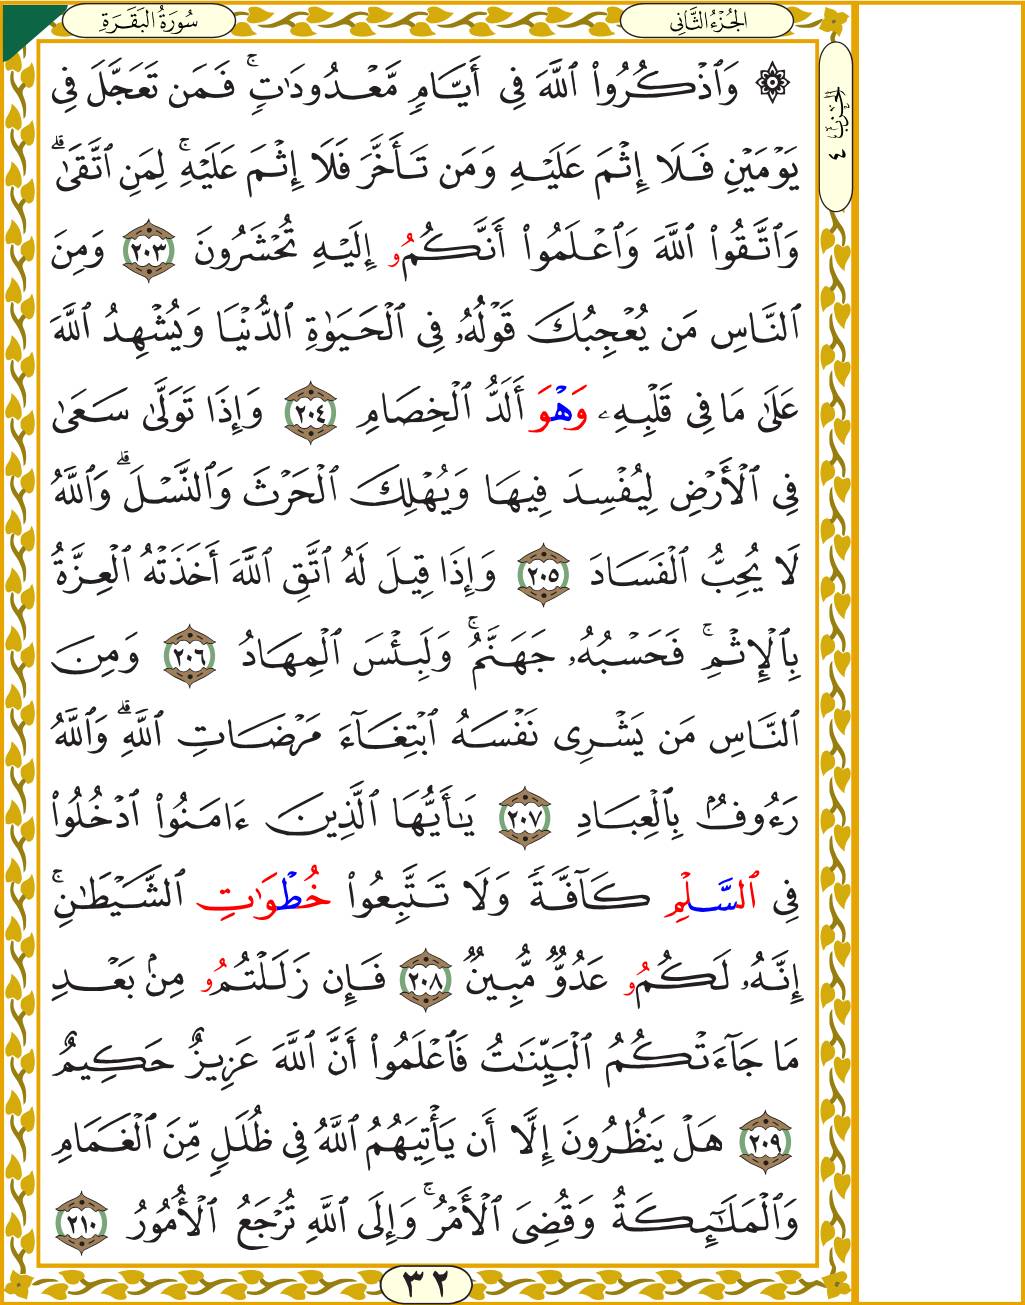 سُورَةُ البَقَرَةِ
الجُزْءُ الثَّانِي
الحزب ٤
۞ وَٱذْكُرُوا۟ ٱللَّهَ فِىٓ أَيَّامٍ مَّعْدُودَٰتٍ ۚ فَمَن تَعَجَّلَ فِى
يَوْمَيْنِ فَلَآ إِثْمَ عَلَيْهِ وَمَن تَأَخَّرَ فَلَآ إِثْمَ عَلَيْهِ ۚ لِمَنِ ٱتَّقَىٰ ۗ
وَٱتَّقُوا۟ ٱللَّهَ وَٱعْلَمُوٓا۟ أَنَّكُمُۥ إِلَيْهِ تُحْشَرُونَ ٢٠٣ وَمِنَ
ٱلنَّاسِ مَن يُعْجِبُكَ قَوْلُهُۥ فِى ٱلْحَيَوٰةِ ٱلدُّنْيَا وَيُشْهِدُ ٱللَّهَ
عَلَىٰ مَا فِى قَلْبِهِۦ وَهْوَ أَلَدُّ ٱلْخِصَامِ ٢٠٤ وَإِذَا تَوَلَّىٰ سَعَىٰ
فِى ٱلْأَرْضِ لِيُفْسِدَ فِيهَا وَيُهْلِكَ ٱلْحَرْثَ وَٱلنَّسْلَ ۗ وَٱللَّهُ
لَا يُحِبُّ ٱلْفَسَادَ ٢٠٥ وَإِذَا قِيلَ لَهُ ٱتَّقِ ٱللَّهَ أَخَذَتْهُ ٱلْعِزَّةُ
بِٱلْإِثْمِ ۚ فَحَسْبُهُۥ جَهَنَّمُ ۚ وَلَبِئْسَ ٱلْمِهَادُ ٢٠٦ وَمِنَ
ٱلنَّاسِ مَن يَشْرِى نَفْسَهُ ٱبْتِغَآءَ مَرْضَاتِ ٱللَّهِ ۗ وَٱللَّهُ
رَءُوفٌۢ بِٱلْعِبَادِ ٢٠٧ يَٰٓأَيُّهَا ٱلَّذِينَ ءَامَنُوا۟ ٱدْخُلُوا۟
فِى ٱلسَّلْمِ كَآفَّةً وَلَا تَتَّبِعُوا۟ خُطْوَٰتِ ٱلشَّيْطَٰنِ ۚ
إِنَّهُۥ لَكُمُۥ عَدُوٌّ مُّبِينٌ ٢٠٨ فَإِن زَلَلْتُمُۥ مِنۢ بَعْدِ
مَا جَآءَتْكُمُ ٱلْبَيِّنَٰتُ فَٱعْلَمُوٓا۟ أَنَّ ٱللَّهَ عَزِيزٌ حَكِيمٌ
٢٠٩ هَلْ يَنظُرُونَ إِلَّآ أَن يَأْتِيَهُمُ ٱللَّهُ فِى ظُلَلٍ مِّنَ ٱلْغَمَامِ
وَٱلْمَلَٰٓئِكَةُ وَقُضِىَ ٱلْأَمْرُ ۚ وَإِلَى ٱللَّهِ تُرْجَعُ ٱلْأُمُورُ ٢١٠
٣٢